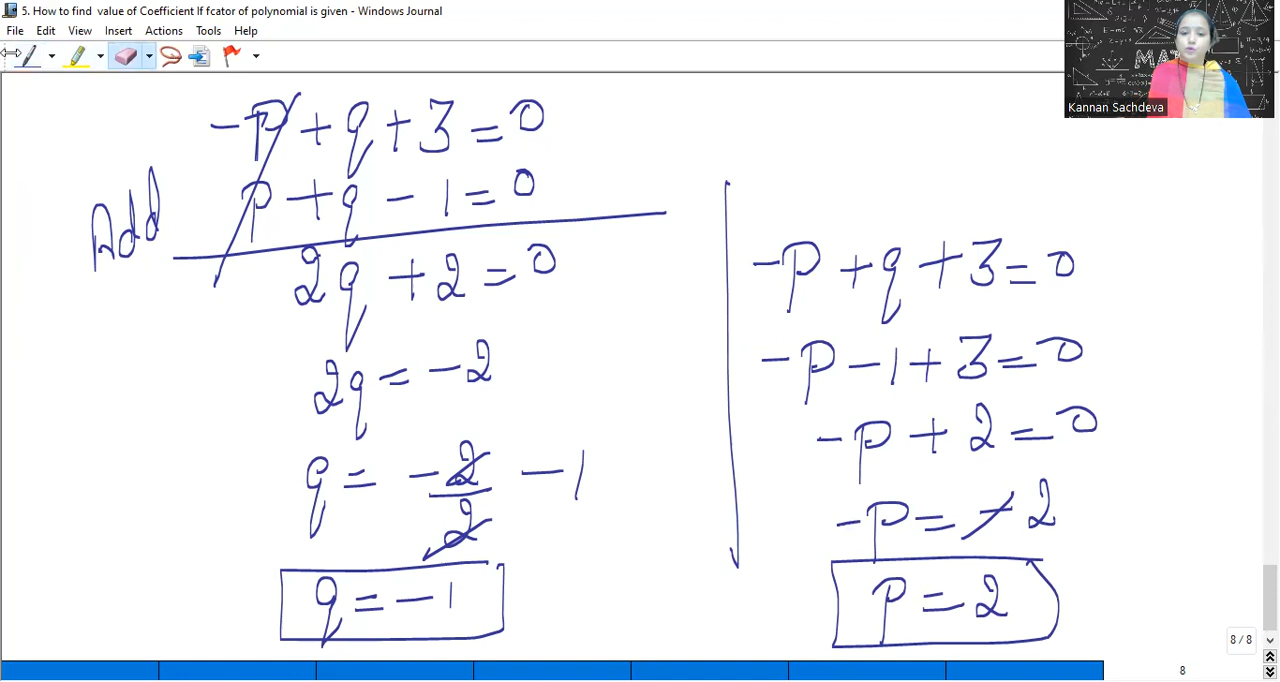 5. How to find value of Coefficient If fcator of polynomial is given - Windows Journal
File Edit View Insert Actions Tools Help
Kannan Sachdeva
-p + q + 3 = 0
Add
p + q - 1 = 0
2q + 2 = 0
2q = -2
q = -2/2 -1
q = -1
-p + q + 3 = 0
-p - 1 + 3 = 0
-p + 2 = 0
-p = -2
p = 2
8 / 8
8